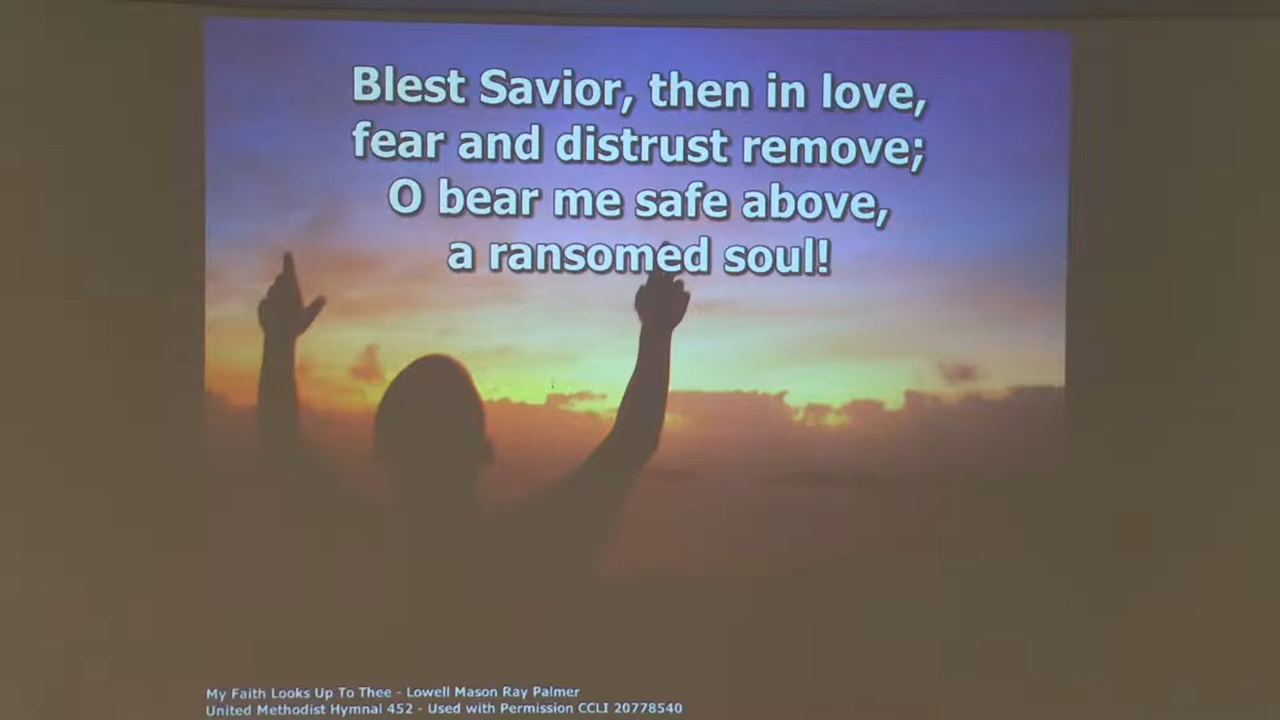 Blest Savior, then in love,
fear and distrust remove;
O bear me safe above,
a ransomed soul!
My Faith Looks Up To Thee - Lowell Mason Ray Palmer
United Methodist Hymnal 452 - Used with Permission CCLI 20778540